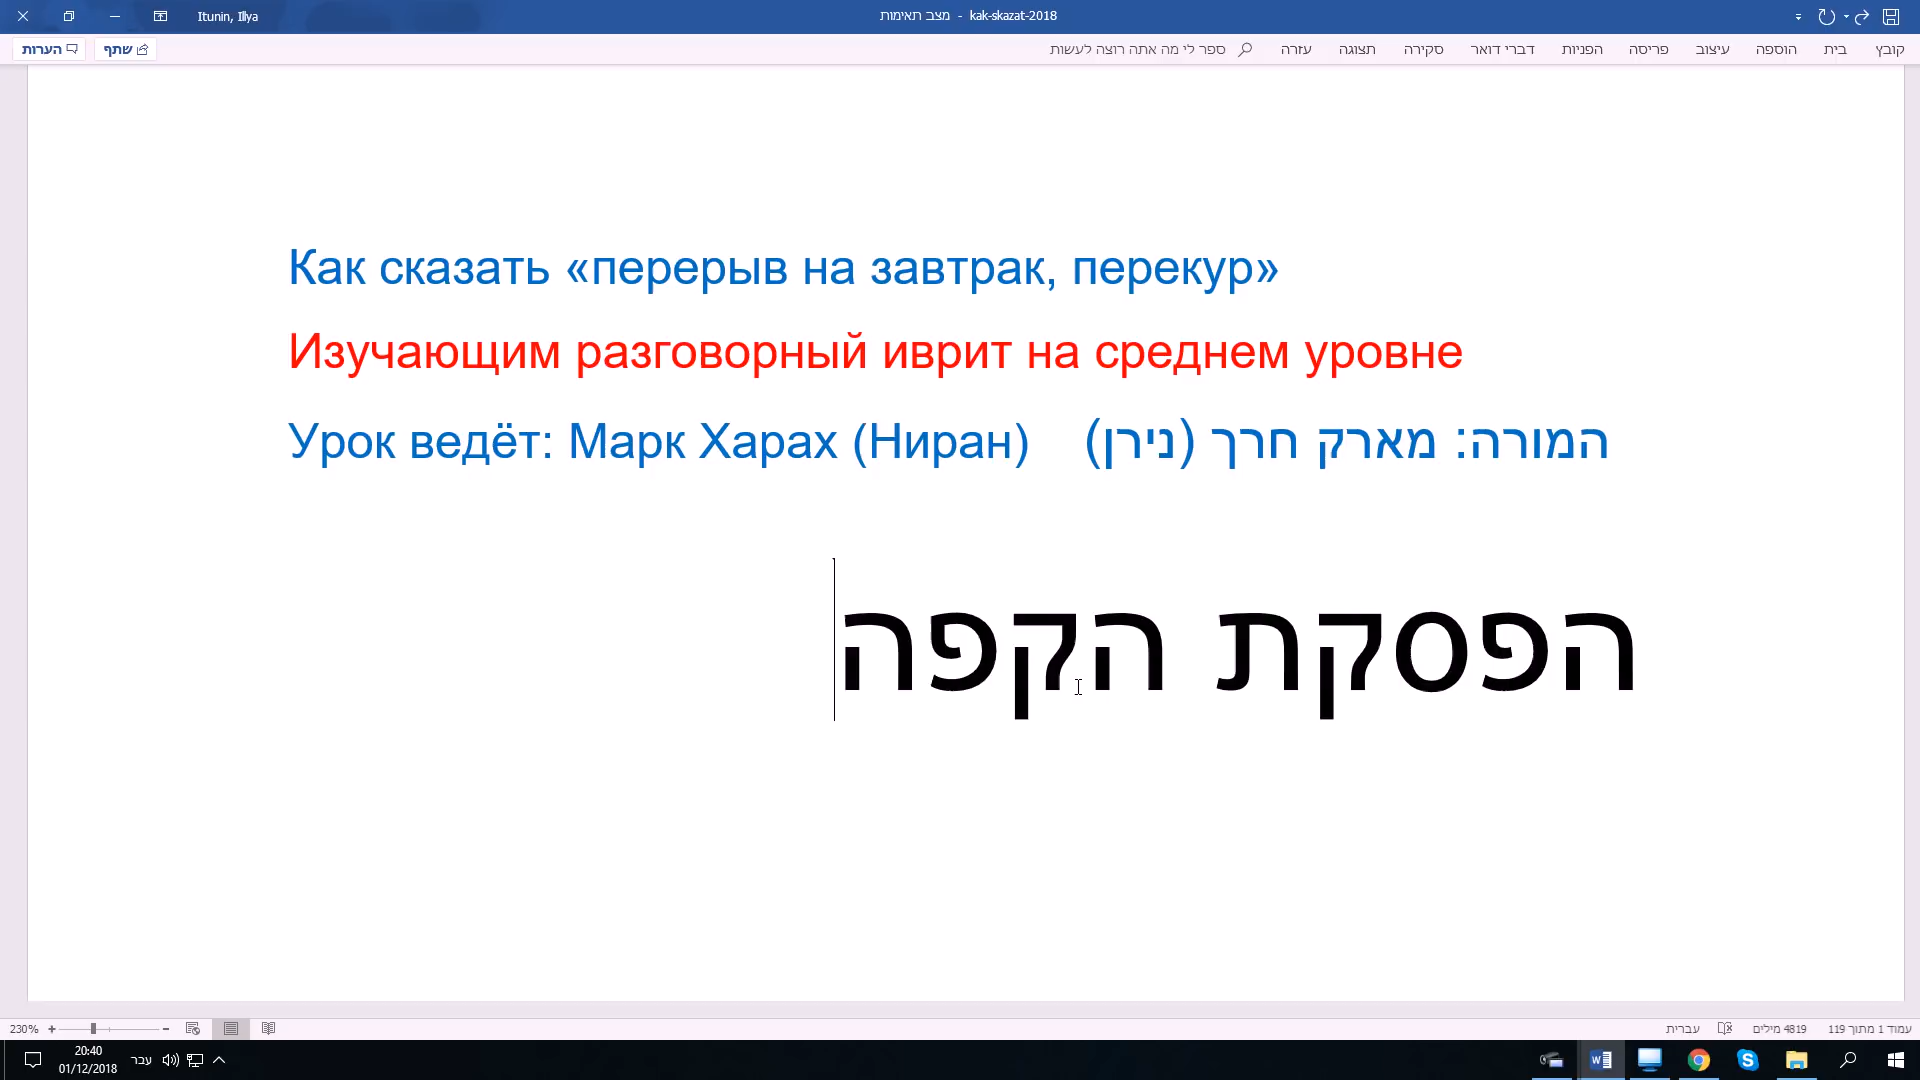 Itunin, Illya
kak-skazat-2018 - מצב תאימות
קובץ בית הוספה עיצוב פריסה הפניות דברי דואר סקירה תצוגה עזרה ספר לי מה אתה רוצה לעשות שתף הערות
Как сказать «перерыв на завтрак, перекур»
Изучающим разговорный иврит на среднем уровне
Урок ведёт: Марк Харах (Ниран) המורה: מארק חרך (נירן)
הפסקת הקפה
עמוד 1 מתוך 119 4819 מילים עברית
230%
עבר
20:40
01/12/2018